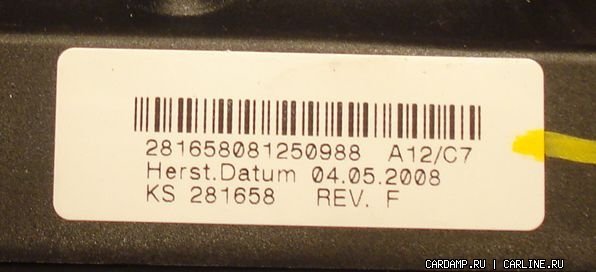 281658081250988 A12/C7
Herst.Datum 04.05.2008
KS 281658 REV. F
CARDAMP.RU | CARLINE.RU